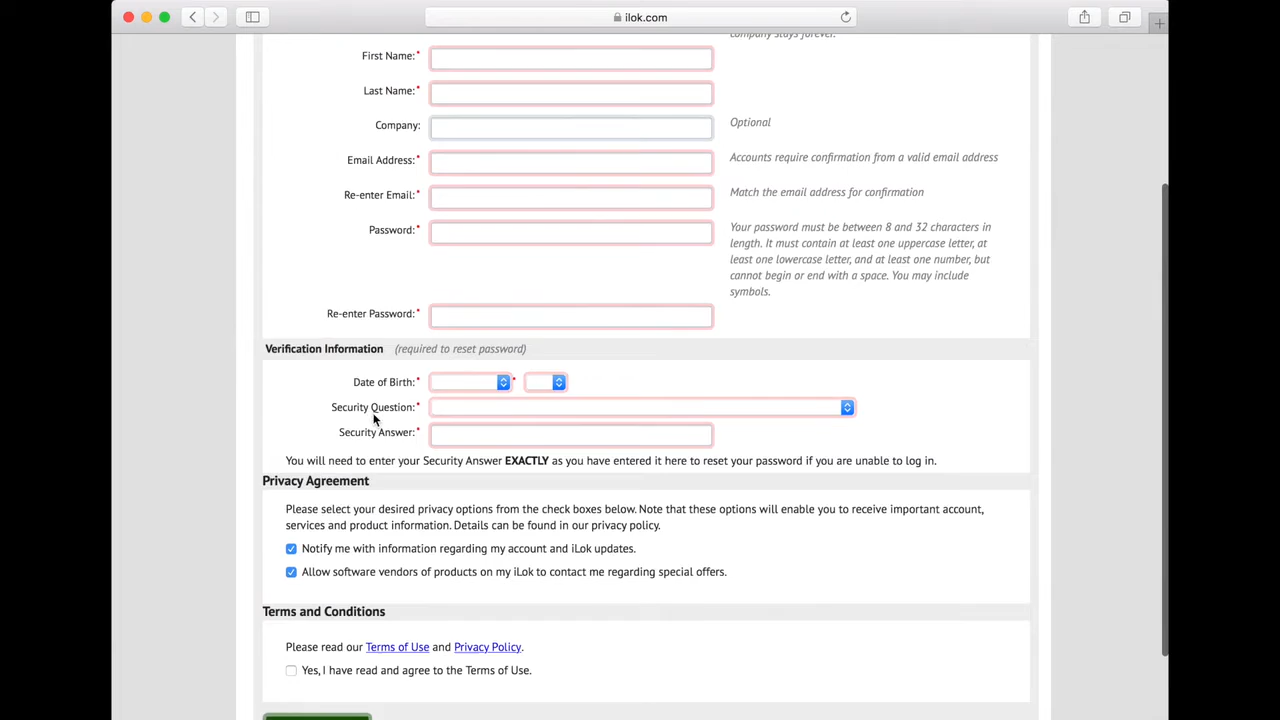 ilok.com
company stays forever.
First Name:*
Last Name:*
Company:
Optional
Email Address:*
Accounts require confirmation from a valid email address
Re-enter Email:*
Match the email address for confirmation
Password:*
Your password must be between 8 and 32 characters in
length. It must contain at least one uppercase letter, at
least one lowercase letter, and at least one number, but
cannot begin or end with a space. You may include
symbols.
Re-enter Password:*
Verification Information (required to reset password)
Date of Birth:* *
Security Question:*
Security Answer:*
You will need to enter your Security Answer EXACTLY as you have entered it here to reset your password if you are unable to log in.
Privacy Agreement
Please select your desired privacy options from the check boxes below. Note that these options will enable you to receive important account,
services and product information. Details can be found in our privacy policy.
Notify me with information regarding my account and iLok updates.
Allow software vendors of products on my iLok to contact me regarding special offers.
Terms and Conditions
Please read our Terms of Use and Privacy Policy.
Yes, I have read and agree to the Terms of Use.